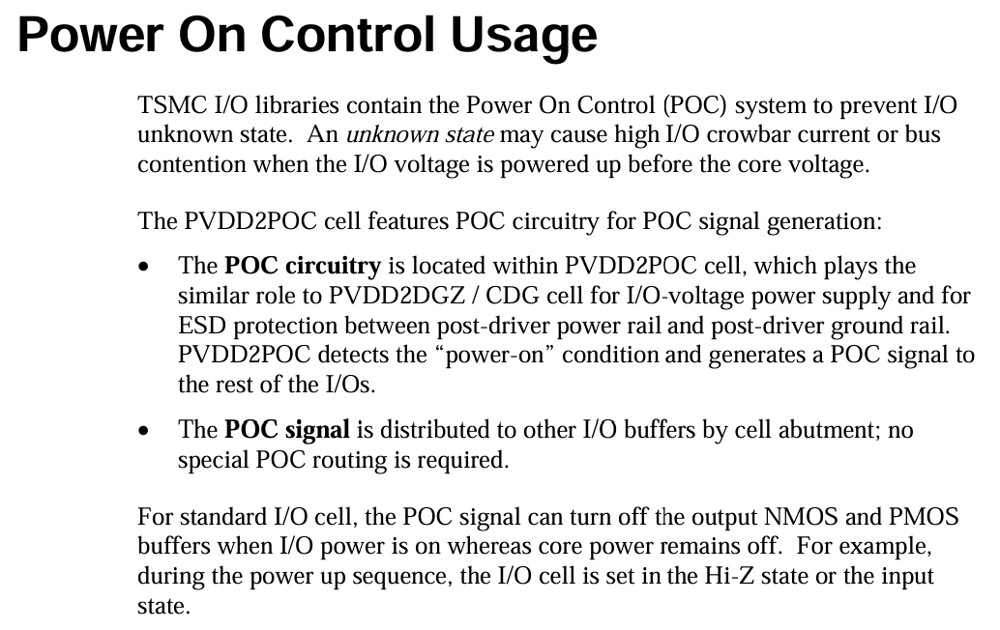 Power On Control Usage
TSMC I/O libraries contain the Power On Control (POC) system to prevent I/O
unknown state.  An unknown state may cause high I/O crowbar current or bus
contention when the I/O voltage is powered up before the core voltage.
The PVDD2POC cell features POC circuitry for POC signal generation:
• The POC circuitry is located within PVDD2POC cell, which plays the
similar role to PVDD2DGZ / CDG cell for I/O-voltage power supply and for
ESD protection between post-driver power rail and post-driver ground rail.
PVDD2POC detects the “power-on” condition and generates a POC signal to
the rest of the I/Os.
• The POC signal is distributed to other I/O buffers by cell abutment; no
special POC routing is required.
For standard I/O cell, the POC signal can turn off the output NMOS and PMOS
buffers when I/O power is on whereas core power remains off.  For example,
during the power up sequence, the I/O cell is set in the Hi-Z state or the input
state.